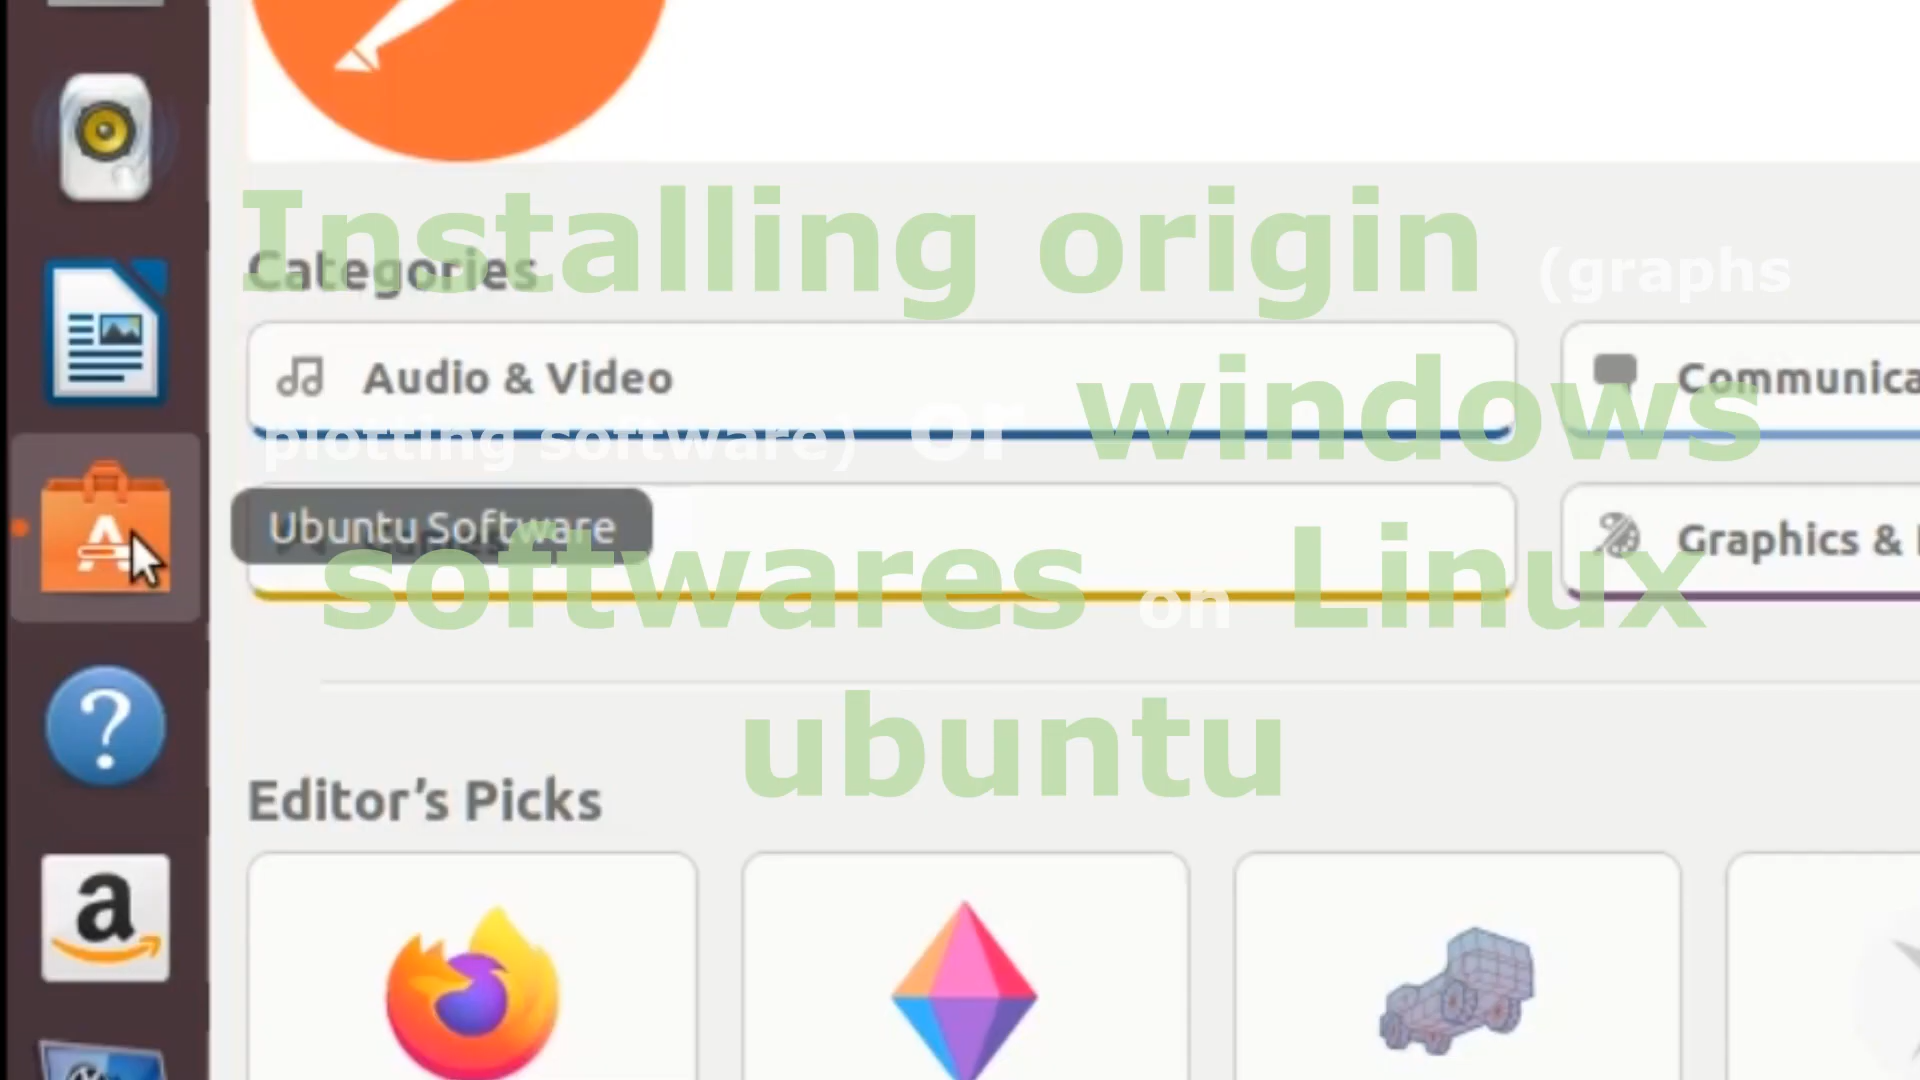 Installing origin (graphs
Categories
Audio & Video
Communica
plotting software) or windows
Ubuntu Software
Graphics &
softwares on Linux
ubuntu
Editor's Picks